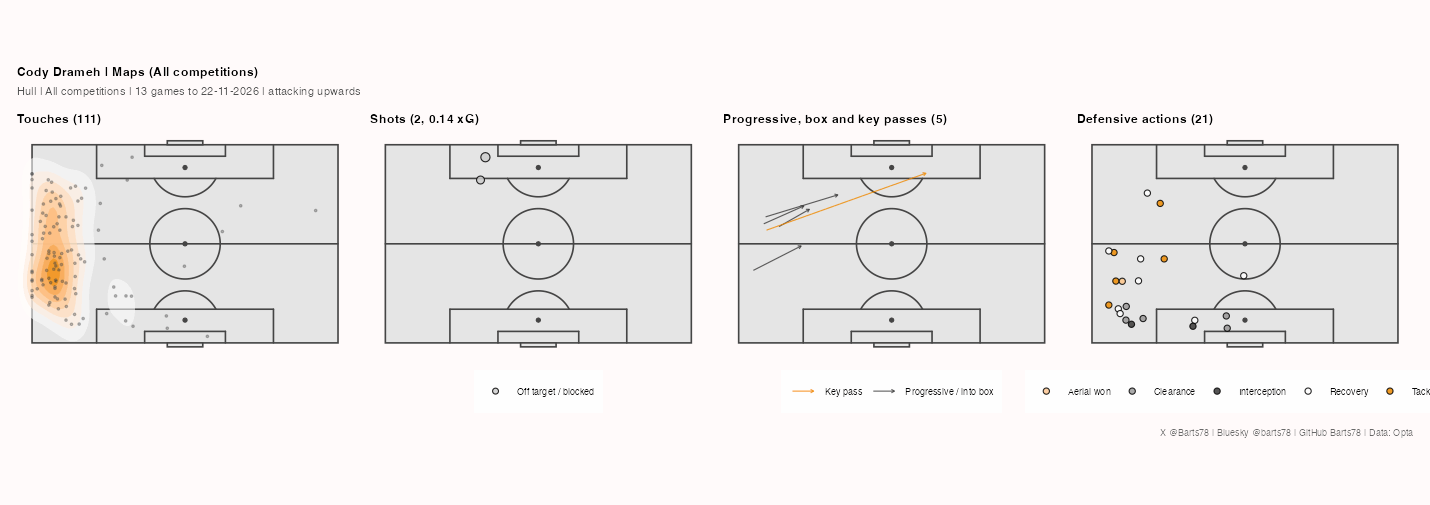 Cody Drameh | Maps (All competitions)
Hull | All competitions | 13 games to 22-11-2026 | attacking upwards
Touches (111)
Shots (2, 0.14 xG)
Progressive, box and key passes (5)
Defensive actions (21)
Off target / blocked
Key pass
Progressive / into box
Aerial won
Clearance
Interception
Recovery
Tack
X @Barts78 | Bluesky @barts78 | GitHub Barts78 | Data: Opta